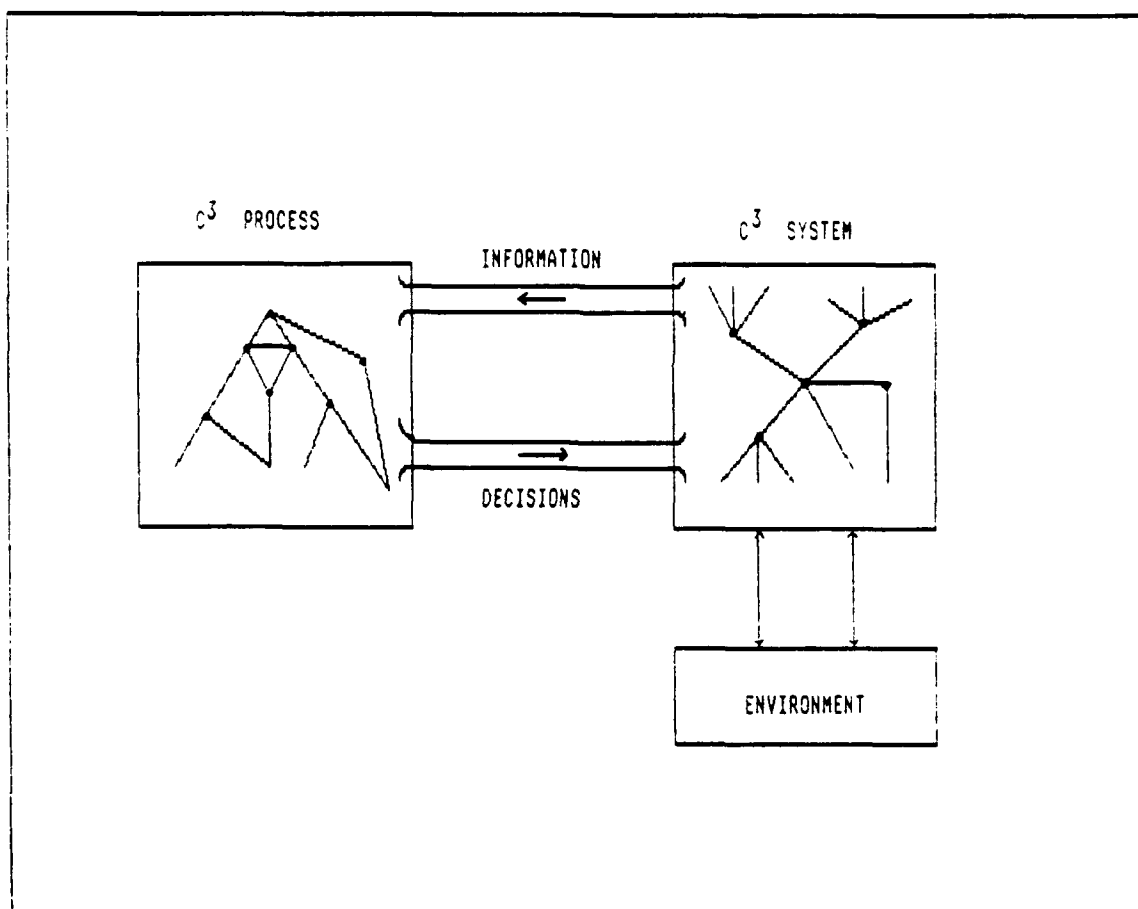 C³ PROCESS
C³ SYSTEM
INFORMATION
DECISIONS
ENVIRONMENT